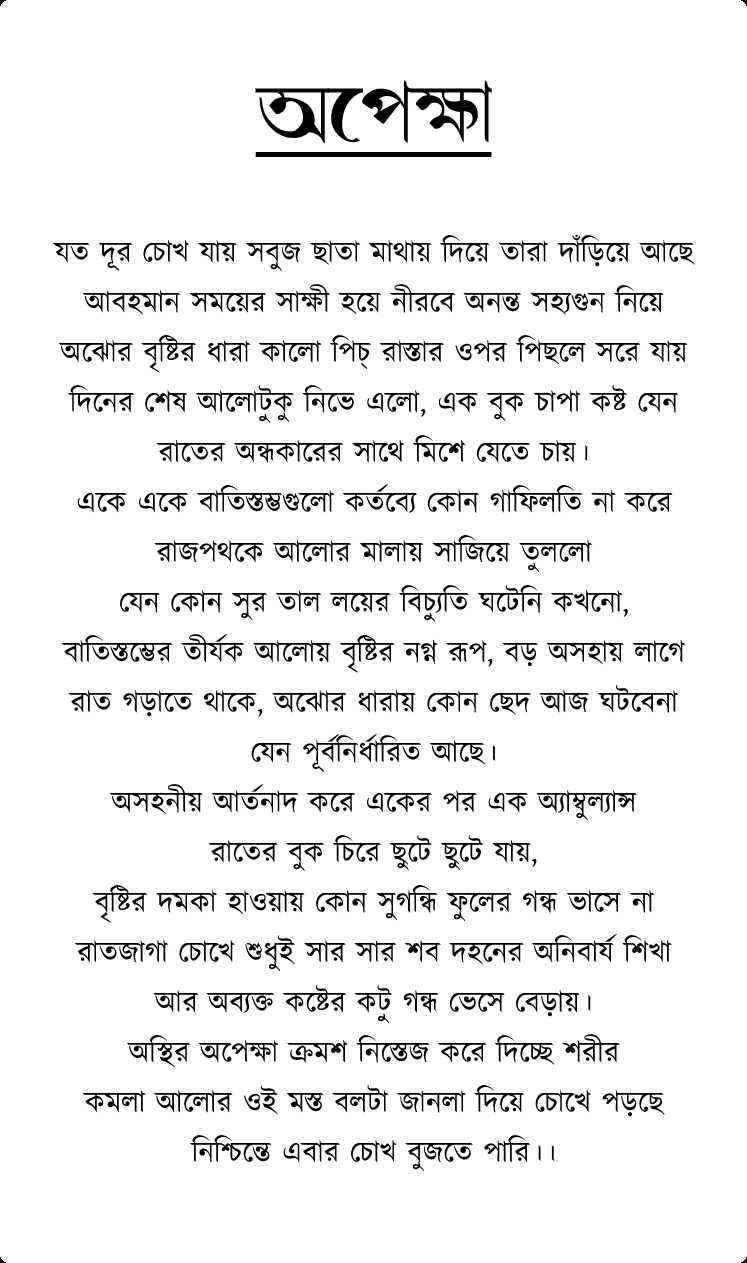 অপেক্ষা
যত দূর চোখ যায় সবুজ ছাতা মাথায় দিয়ে তারা দাঁড়িয়ে আছে
আবহমান সময়ের সাক্ষী হয়ে নীরবে অনন্ত সহ্যগুন নিয়ে
অঝোর বৃষ্টির ধারা কালো পিচ্ রাস্তার ওপর পিছলে সরে যায়
দিনের শেষ আলোটুকু নিভে এলো, এক বুক চাপা কষ্ট যেন
রাতের অন্ধকারের সাথে মিশে যেতে চায়।
একে একে বাতিস্তম্ভগুলো কর্তব্যে কোন গাফিলতি না করে
রাজপথকে আলোর মালায় সাজিয়ে তুললো
যেন কোন সুর তাল লয়ের বিচ্যুতি ঘটেনি কখনো,
বাতিস্তম্ভের তীর্যক আলোয় বৃষ্টির নগ্ন রূপ, বড় অসহায় লাগে
রাত গড়াতে থাকে, অঝোর ধারায় কোন ছেদ আজ ঘটবেনা
যেন পূর্বনির্ধারিত আছে।
অসহনীয় আর্তনাদ করে একের পর এক অ্যাম্বুল্যান্স
রাতের বুক চিরে ছুটে ছুটে যায়,
বৃষ্টির দমকা হাওয়ায় কোন সুগন্ধি ফুলের গন্ধ ভাসে না
রাতজাগা চোখে শুধুই সার সার শব দহনের অনিবার্য শিখা
আর অব্যক্ত কষ্টের কটু গন্ধ ভেসে বেড়ায়।
অস্থির অপেক্ষা ক্রমশ নিস্তেজ করে দিচ্ছে শরীর
কমলা আলোর ওই মস্ত বলটা জানলা দিয়ে চোখে পড়ছে
নিশ্চিন্তে এবার চোখ বুজতে পারি।।